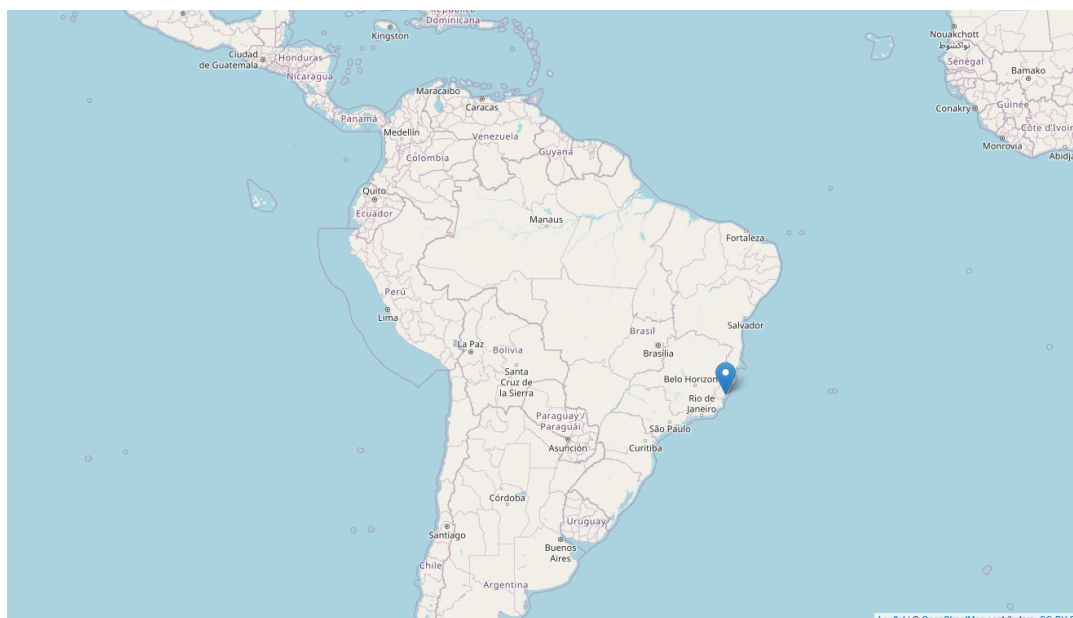 República
Dominicana
Kingston
Ciudad
de Guatemala
Honduras
Nicaragua
Nouakchott
نواكشوط
Sénégal
Bamako
Maracaibo
Caracas
Conakry
Guinée
Panamá
Medellín
Venezuela
Côte d'Ivoir
Monrovia
Colombia
Guyana
Abidja
Quito
Ecuador
Manaus
Fortaleza
Perú
Lima
Salvador
Brasil
La Paz
Bolivia
Brasília
Santa
Cruz de
la Sierra
Belo Horizon
Rio de
Janeiro
Paraguay /
Paraguái
São Paulo
Asunción
Curitiba
Córdoba
Uruguay
Santiago
Buenos
Aires
Chile
Argentina